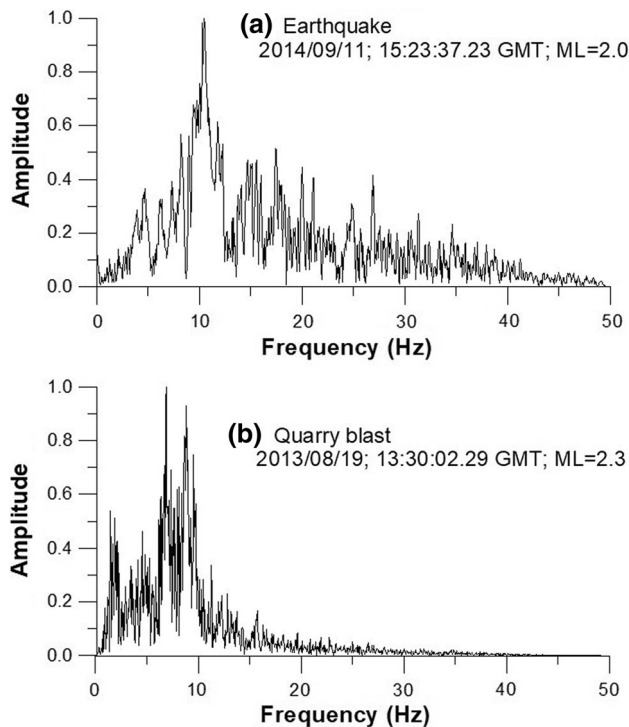 (a) Earthquake
2014/09/11; 15:23:37.23 GMT; ML=2.0
Amplitude
1.0
0.8
0.6
0.4
0.2
0.0
0 10 20 30 40 50
Frequency (Hz)
(b) Quarry blast
2013/08/19; 13:30:02.29 GMT; ML=2.3
Amplitude
1.0
0.8
0.6
0.4
0.2
0.0
0 10 20 30 40 50
Frequency (Hz)